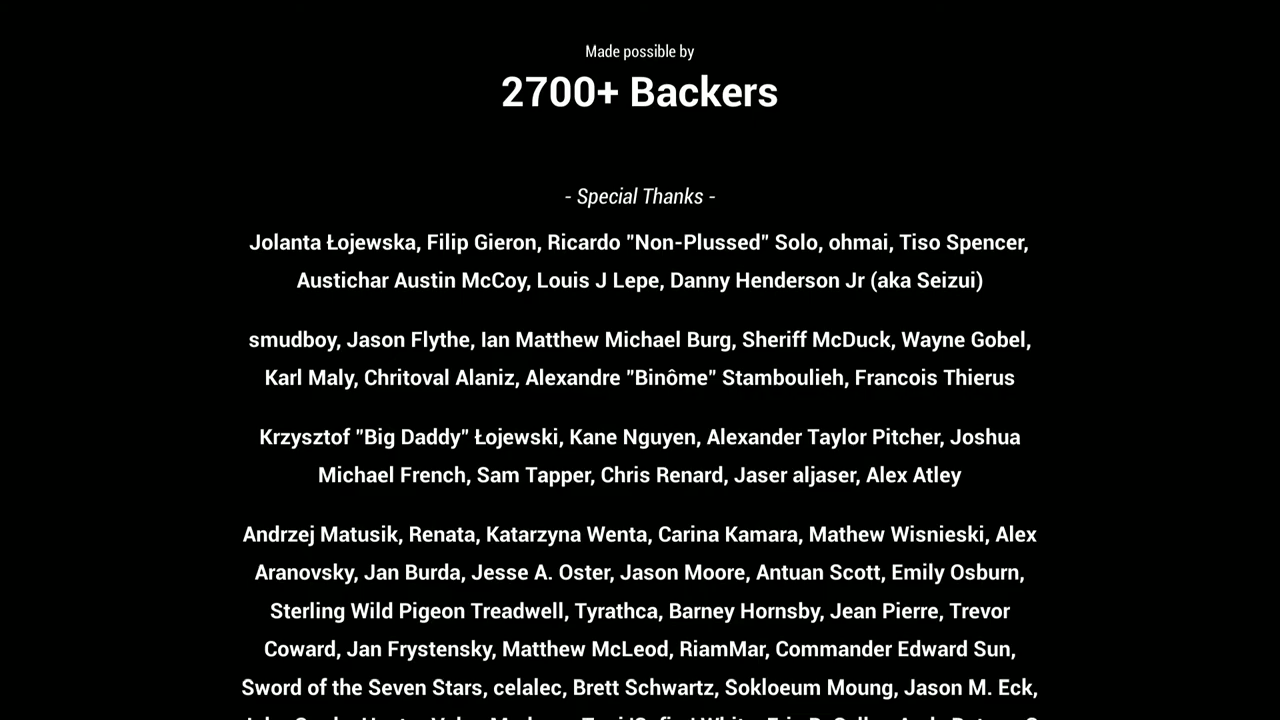 Made possible by
2700+ Backers
- Special Thanks -
Jolanta Łojewska, Filip Gieron, Ricardo "Non-Plussed" Solo, ohmai, Tiso Spencer,
Austichar Austin McCoy, Louis J Lepe, Danny Henderson Jr (aka Seizui)
smudboy, Jason Flythe, Ian Matthew Michael Burg, Sheriff McDuck, Wayne Gobel,
Karl Maly, Chritoval Alaniz, Alexandre "Binôme" Stamboulieh, Francois Thierus
Krzysztof "Big Daddy" Łojewski, Kane Nguyen, Alexander Taylor Pitcher, Joshua
Michael French, Sam Tapper, Chris Renard, Jaser aljaser, Alex Atley
Andrzej Matusik, Renata, Katarzyna Wenta, Carina Kamara, Mathew Wisnieski, Alex
Aranovsky, Jan Burda, Jesse A. Oster, Jason Moore, Antuan Scott, Emily Osburn,
Sterling Wild Pigeon Treadwell, Tyrathca, Barney Hornsby, Jean Pierre, Trevor
Coward, Jan Frystensky, Matthew McLeod, RiamMar, Commander Edward Sun,
Sword of the Seven Stars, celalec, Brett Schwartz, Sokloeum Moung, Jason M. Eck,